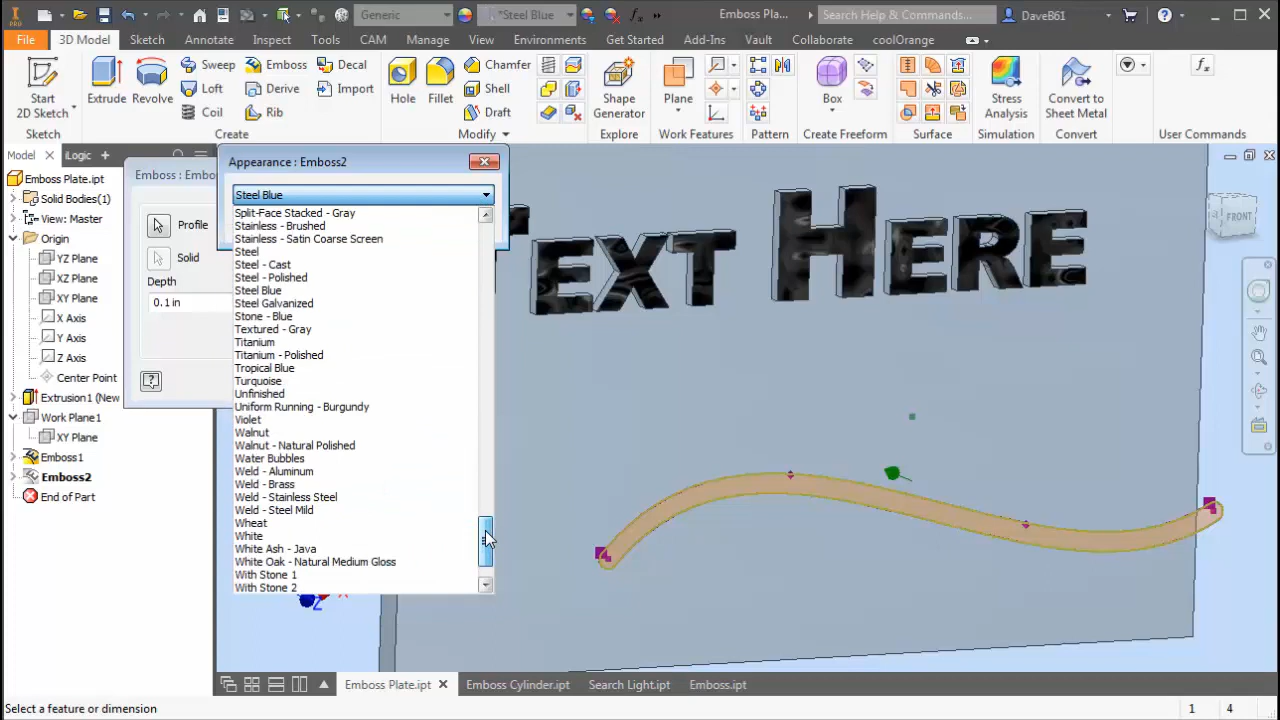 PRO
Generic
*Steel Blue
Emboss Pla...
Search Help & Commands...
DaveB61
File
3D Model
Sketch
Annotate
Inspect
Tools
CAM
Manage
View
Environments
Get Started
Add-Ins
Vault
Collaborate
coolOrange
Start
2D Sketch
Extrude
Revolve
Sweep
Emboss
Decal
Loft
Derive
Import
Coil
Rib
Hole
Fillet
Chamfer
Shell
Draft
Shape
Generator
Plane
Box
Stress
Analysis
Convert to
Sheet Metal
fx
Sketch
Create
Modify
Explore
Work Features
Pattern
Create Freeform
Surface
Simulation
Convert
User Commands
Model
iLogic
Emboss Plate.ipt
Solid Bodies(1)
View: Master
Origin
YZ Plane
XZ Plane
XY Plane
X Axis
Y Axis
Z Axis
Center Point
Extrusion1 (New
Work Plane1
XY Plane
Emboss1
Emboss2
End of Part
Emboss : Embo
Profile
Solid
Depth
0.1 in
Appearance : Emboss2
Steel Blue
Split-Face Stacked - Gray
Stainless - Brushed
Stainless - Satin Coarse Screen
Steel
Steel - Cast
Steel - Polished
Steel Blue
Steel Galvanized
Stone - Blue
Textured - Gray
Titanium
Titanium - Polished
Tropical Blue
Turquoise
Unfinished
Uniform Running - Burgundy
Violet
Walnut
Walnut - Natural Polished
Water Bubbles
Weld - Aluminum
Weld - Brass
Weld - Stainless Steel
Weld - Steel Mild
Wheat
White
White Ash - Java
White Oak - Natural Medium Gloss
With Stone 1
With Stone 2
TEXT HERE
FRONT
Z
X
Emboss Plate.ipt
Emboss Cylinder.ipt
Search Light.ipt
Emboss.ipt
Select a feature or dimension
1
4